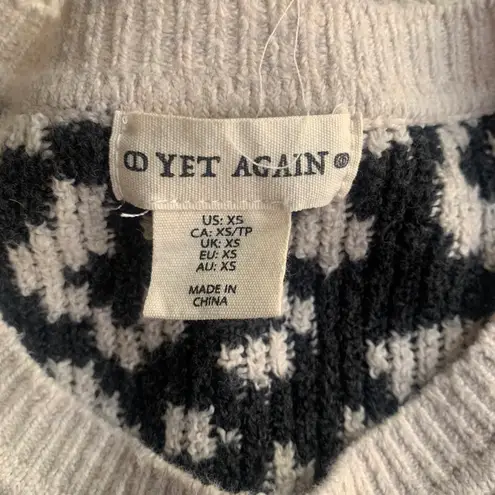 YET AGAIN
US: XS
CA: XS/TP
UK: XS
EU: XS
AU: XS
MADE IN
CHINA